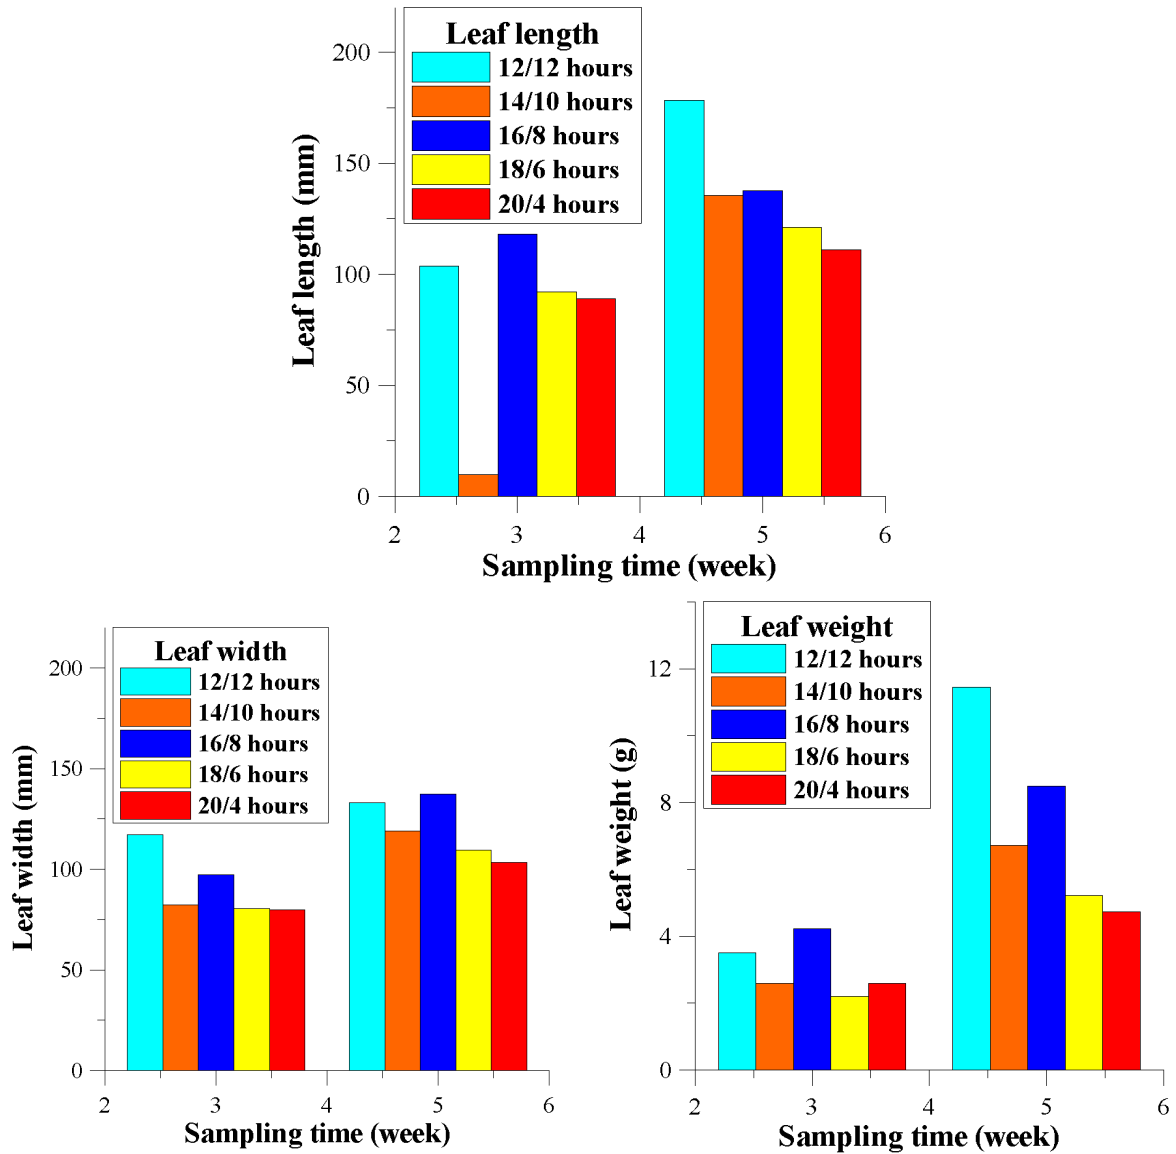 Leaf length
12/12 hours
14/10 hours
16/8 hours
18/6 hours
20/4 hours
200
150
100
50
0
Leaf length (mm)
2 3 4 5 6
Sampling time (week)
Leaf width
12/12 hours
14/10 hours
16/8 hours
18/6 hours
20/4 hours
200
150
100
50
0
Leaf width (mm)
2 3 4 5 6
Sampling time (week)
Leaf weight
12/12 hours
14/10 hours
16/8 hours
18/6 hours
20/4 hours
12
8
4
0
Leaf weight (g)
2 3 4 5 6
Sampling time (week)